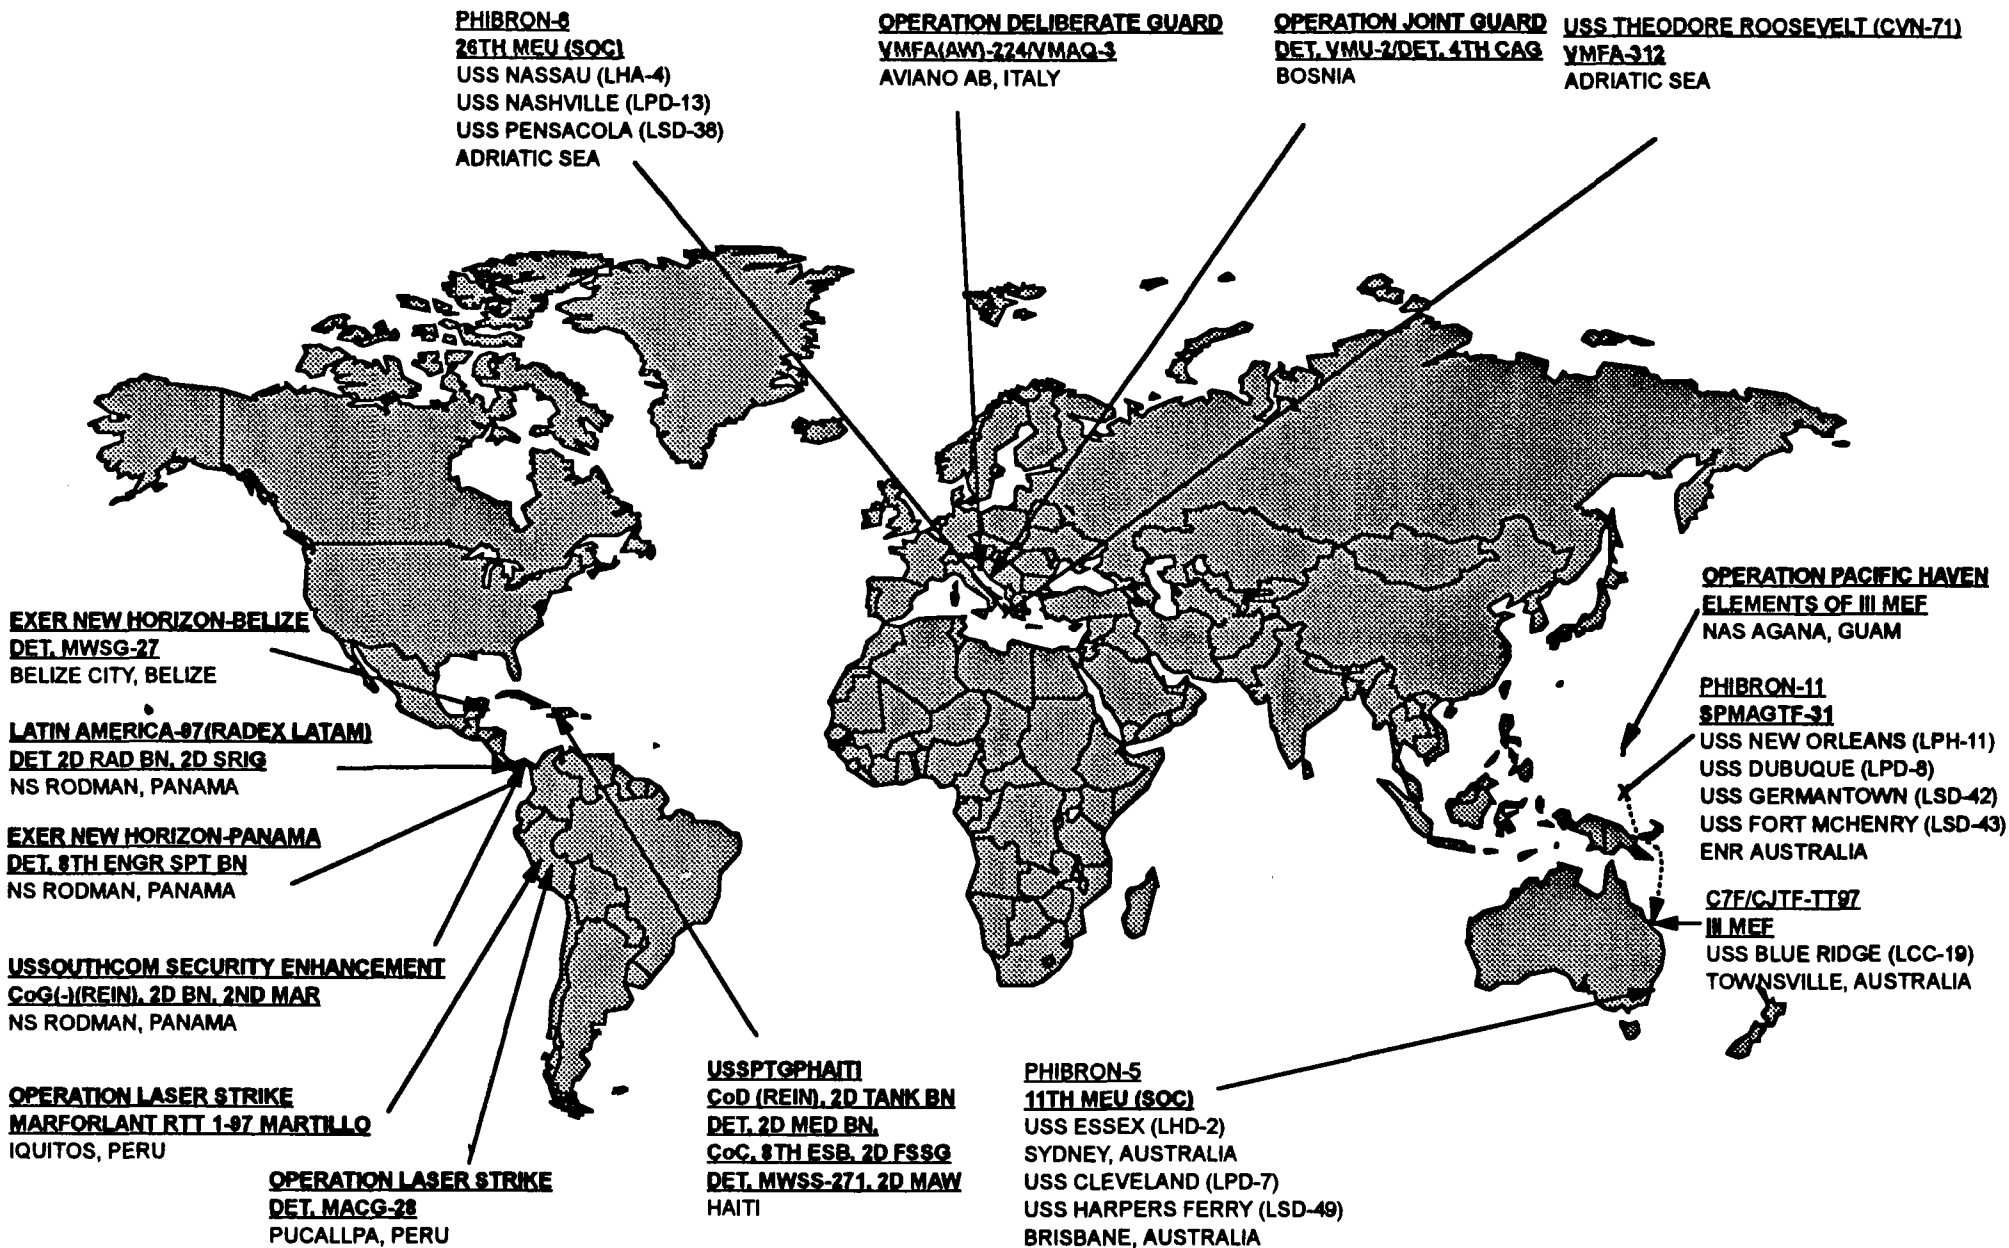 PHIBRON-8
26TH MEU (SOC)
USS NASSAU (LHA-4)
USS NASHVILLE (LPD-13)
USS PENSACOLA (LSD-38)
ADRIATIC SEA
OPERATION DELIBERATE GUARD
VMFA(AW)-224/VMAQ-3
AVIANO AB, ITALY
OPERATION JOINT GUARD
DET, VMU-2/DET, 4TH CAG
BOSNIA
USS THEODORE ROOSEVELT (CVN-71)
VMFA-312
ADRIATIC SEA
EXER NEW HORIZON-BELIZE
DET, MWSG-27
BELIZE CITY, BELIZE
LATIN AMERICA-97(RADEX LATAM)
DET 2D RAD BN, 2D SRIG
NS RODMAN, PANAMA
EXER NEW HORIZON-PANAMA
DET, 8TH ENGR SPT BN
NS RODMAN, PANAMA
USSOUTHCOM SECURITY ENHANCEMENT
CoG(-)(REIN), 2D BN, 2ND MAR
NS RODMAN, PANAMA
OPERATION LASER STRIKE
MARFORLANT RTT 1-97 MARTILLO
IQUITOS, PERU
OPERATION LASER STRIKE
DET, MACG-28
PUCALLPA, PERU
USSPTGPHAITI
CoD (REIN), 2D TANK BN
DET, 2D MED BN,
CoC, 8TH ESB, 2D FSSG
DET, MWSS-271, 2D MAW
HAITI
PHIBRON-5
11TH MEU (SOC)
USS ESSEX (LHD-2)
SYDNEY, AUSTRALIA
USS CLEVELAND (LPD-7)
USS HARPERS FERRY (LSD-49)
BRISBANE, AUSTRALIA
OPERATION PACIFIC HAVEN
ELEMENTS OF III MEF
NAS AGANA, GUAM
PHIBRON-11
SPMAGTF-31
USS NEW ORLEANS (LPH-11)
USS DUBUQUE (LPD-8)
USS GERMANTOWN (LSD-42)
USS FORT MCHENRY (LSD-43)
ENR AUSTRALIA
C7F/CJTF-TT97
III MEF
USS BLUE RIDGE (LCC-19)
TOWNSVILLE, AUSTRALIA